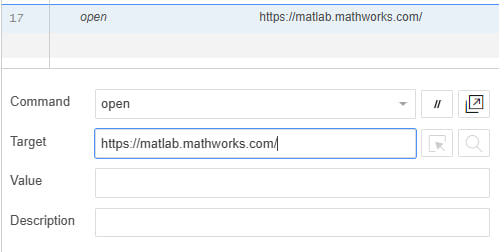 17 open https://matlab.mathworks.com/
Command open //
Target https://matlab.mathworks.com/
Value
Description